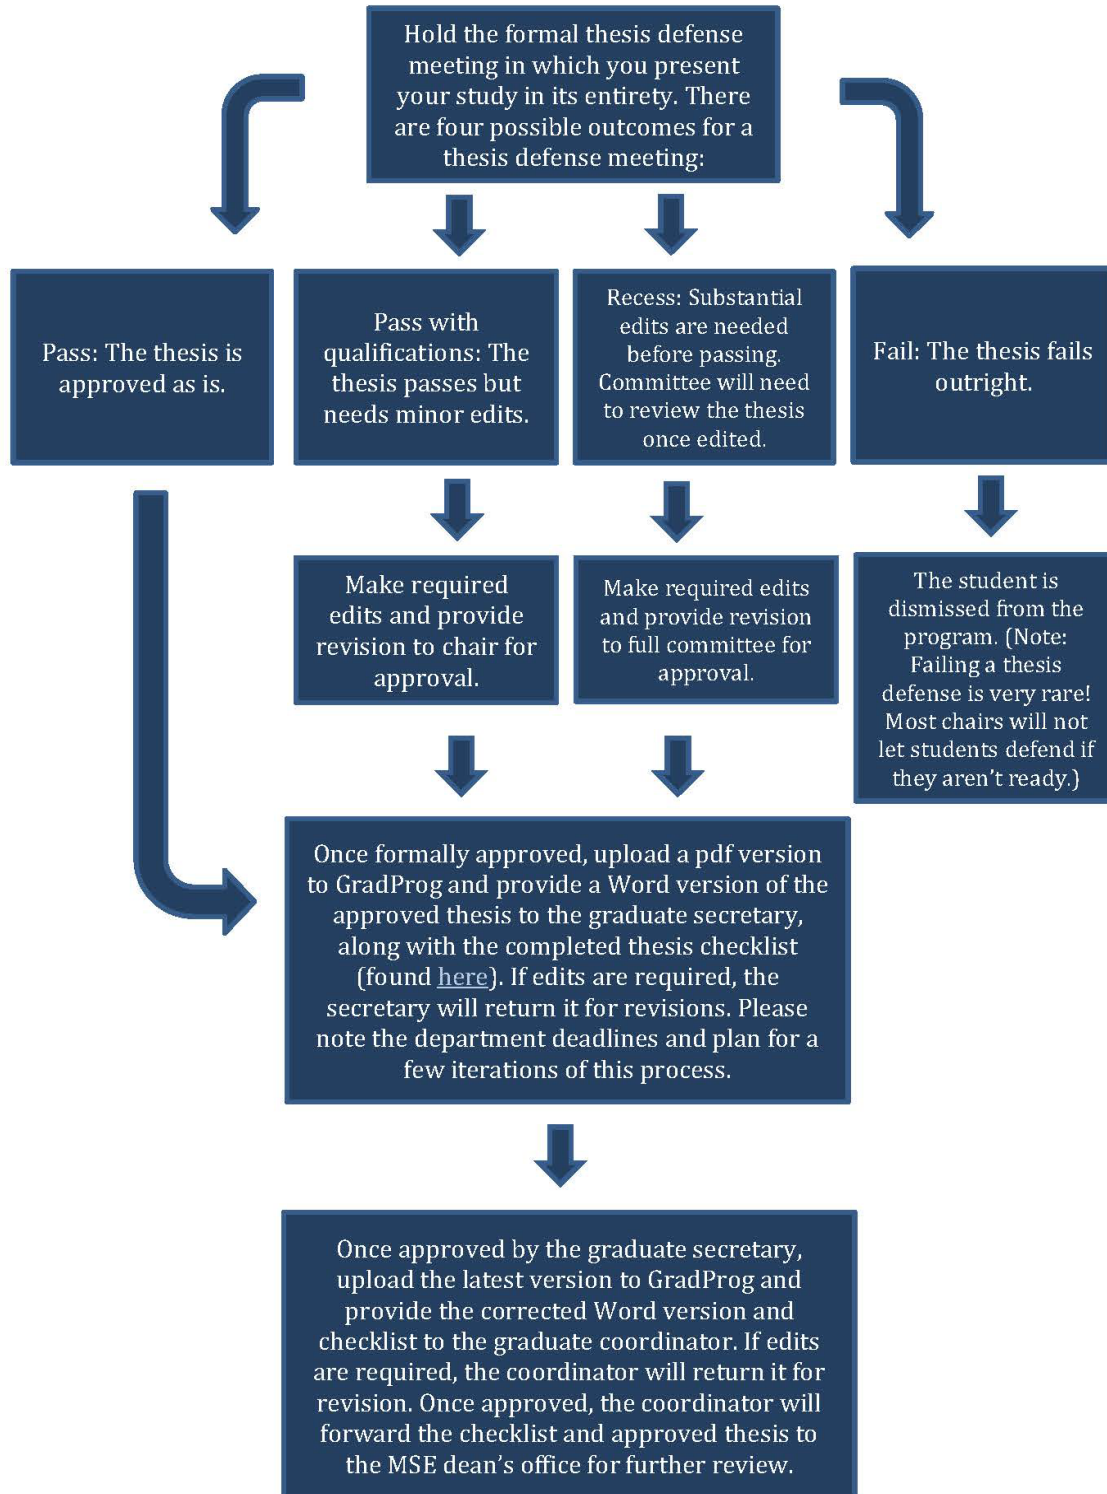 Hold the formal thesis defense
meeting in which you present
your study in its entirety. There
are four possible outcomes for a
thesis defense meeting:
Pass: The thesis is
approved as is.
Pass with
qualifications: The
thesis passes but
needs minor edits.
Recess: Substantial
edits are needed
before passing.
Committee will need
to review the thesis
once edited.
Fail: The thesis fails
outright.
Make required
edits and provide
revision to chair for
approval.
Make required edits
and provide revision
to full committee for
approval.
The student is
dismissed from the
program. (Note:
Failing a thesis
defense is very rare!
Most chairs will not
let students defend if
they aren't ready.)
Once formally approved, upload a pdf version
to GradProg and provide a Word version of the
approved thesis to the graduate secretary,
along with the completed thesis checklist
(found here). If edits are required, the
secretary will return it for revisions. Please
note the department deadlines and plan for a
few iterations of this process.
Once approved by the graduate secretary,
upload the latest version to GradProg and
provide the corrected Word version and
checklist to the graduate coordinator. If edits
are required, the coordinator will return it for
revision. Once approved, the coordinator will
forward the checklist and approved thesis to
the MSE dean's office for further review.